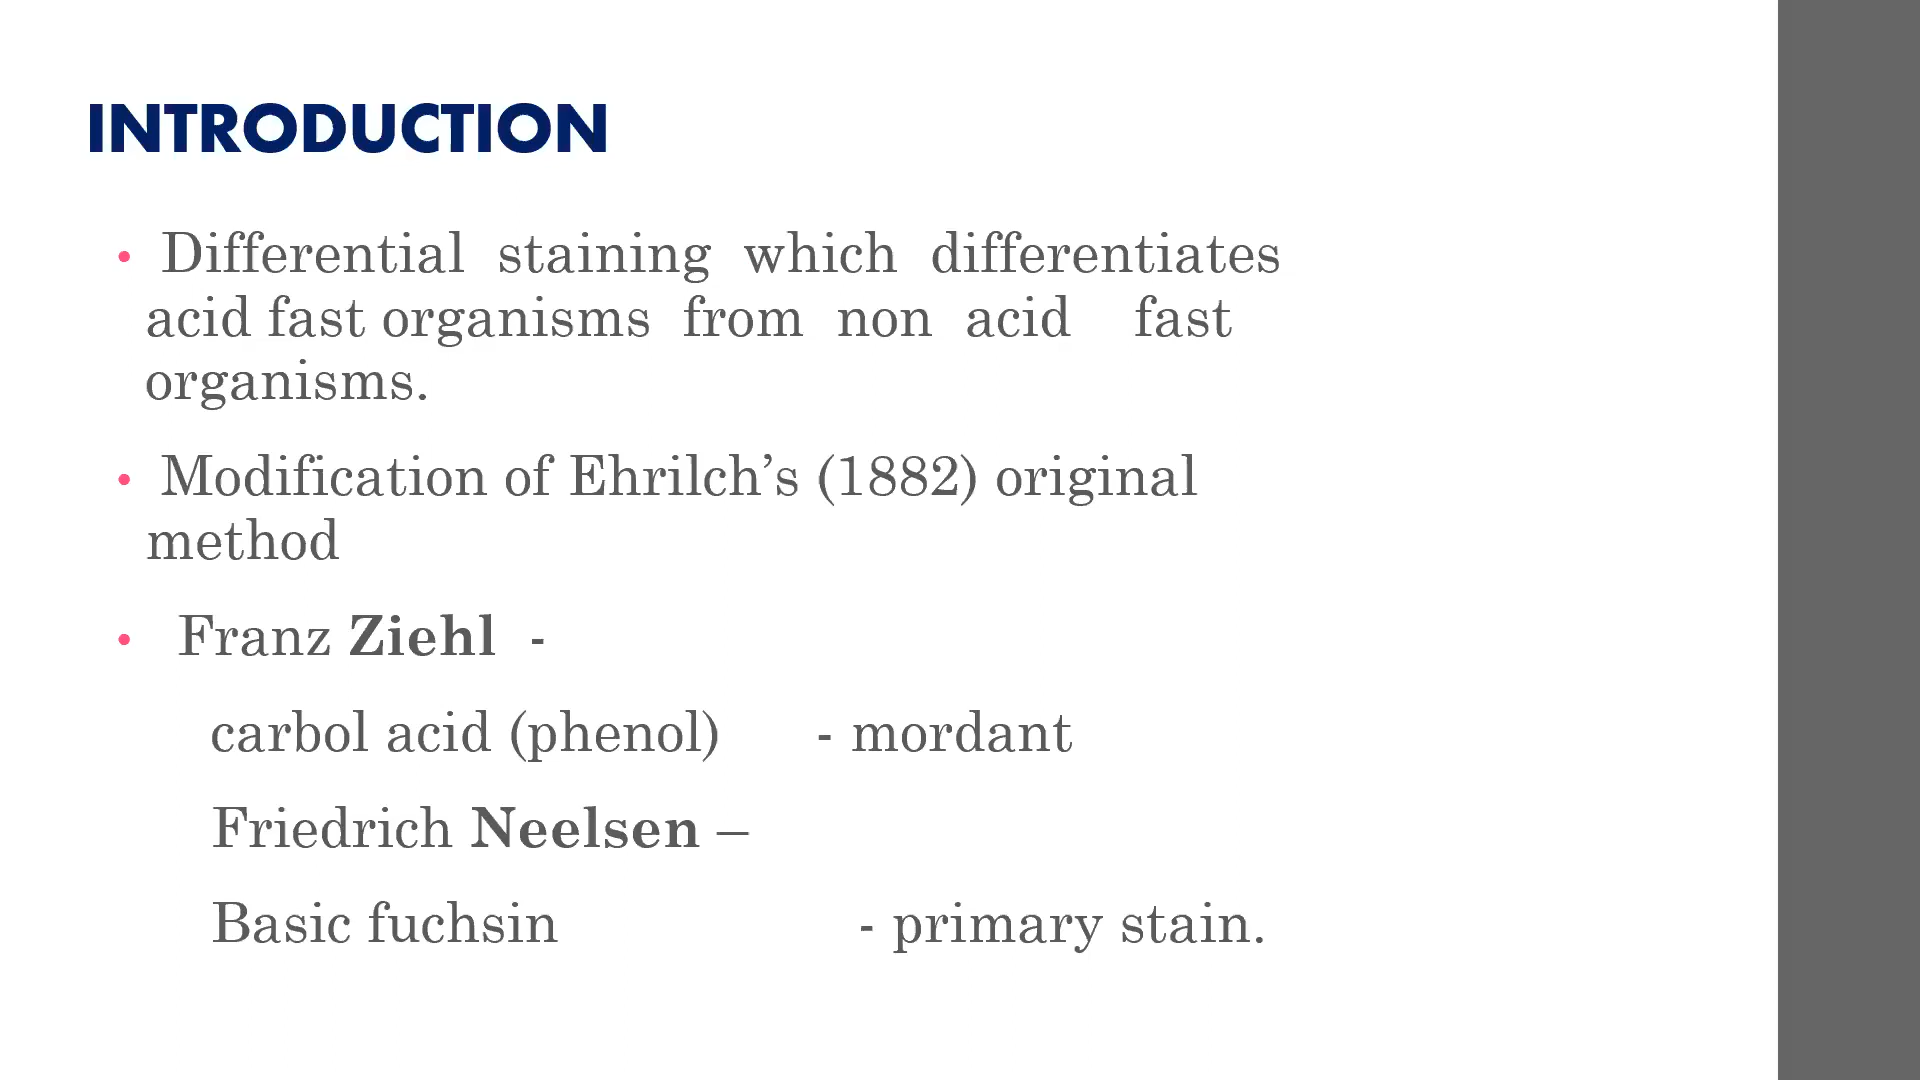 INTRODUCTION
• Differential staining which differentiates
acid fast organisms from non acid fast
organisms.
• Modification of Ehrilch’s (1882) original
method
• Franz Ziehl -
carbol acid (phenol) - mordant
Friedrich Neelsen –
Basic fuchsin - primary stain.